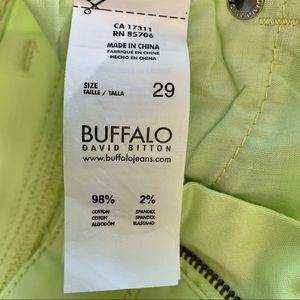 CA 17311
RN 85706
MADE IN CHINA
FABRIQUÉ EN CHINE
HECHO EN CHINA
SIZE
TAILLE / TALLA 29
BUFFALO
DAVID BITTON
www.buffalojeans.com
98% 2%
COTTON SPANDEX
COTON SPANDEX
ALGODÓN ELASTANO